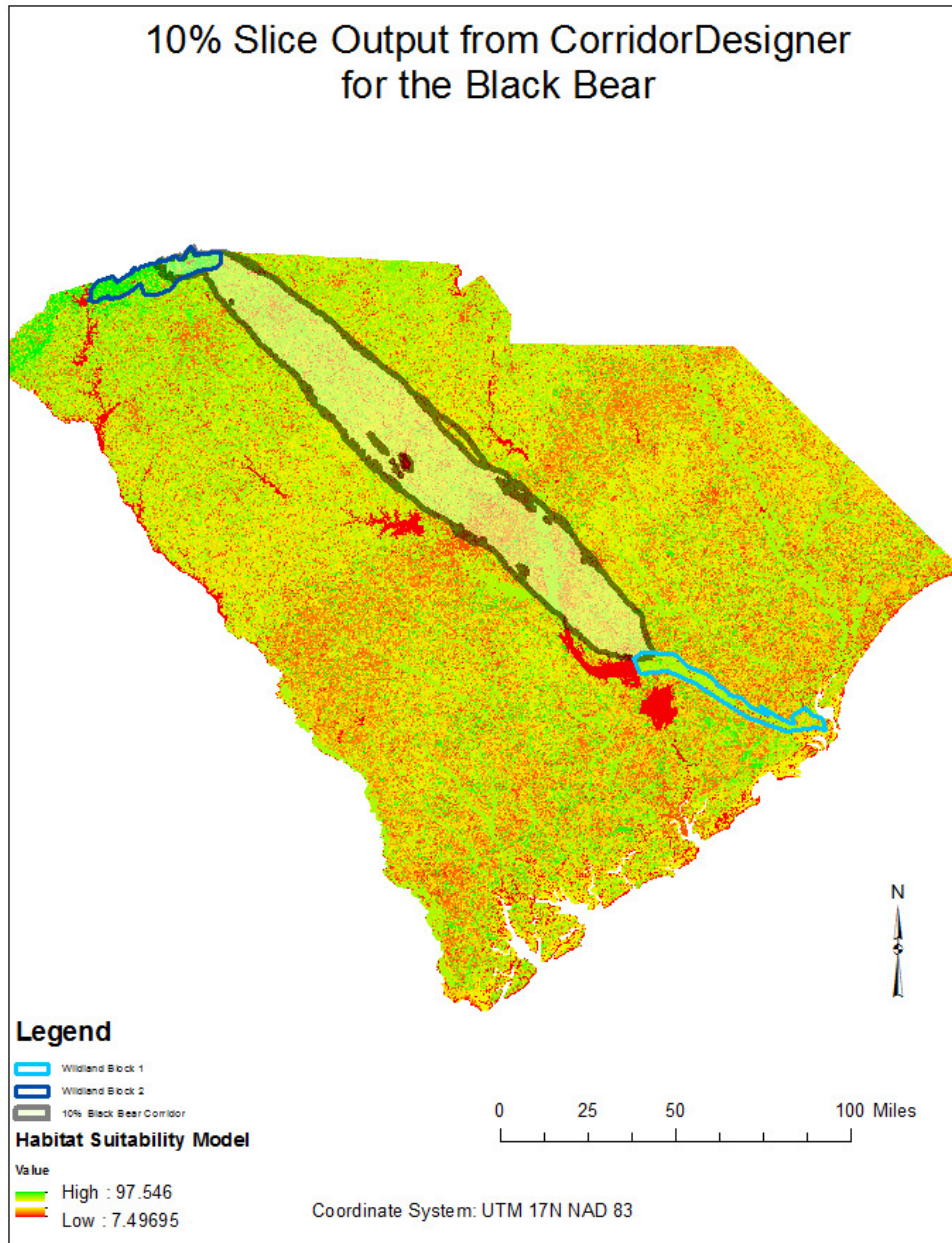 10% Slice Output from CorridorDesigner
for the Black Bear
N
Legend
Wildland Block 1
Wildland Block 2
10% Black Bear Corridor
Habitat Suitability Model
Value
High : 97.546
Low : 7.49695
0 25 50 100 Miles
Coordinate System: UTM 17N NAD 83